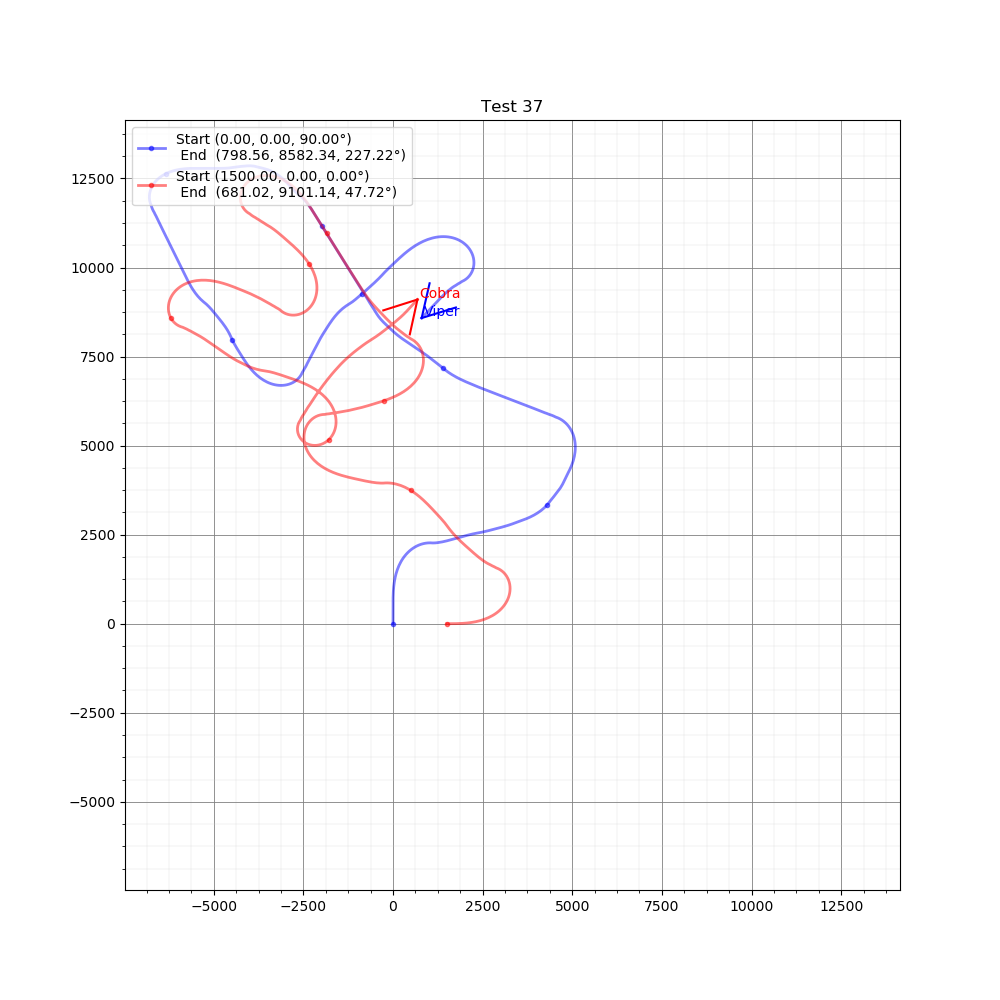 Test 37
Start (0.00, 0.00, 90.00°)
End (798.56, 8582.34, 227.22°)
Start (1500.00, 0.00, 0.00°)
End (681.02, 9101.14, 47.72°)
12500
10000
7500
5000
2500
0
−2500
−5000
Cobra
Viper
−5000
−2500
0
2500
5000
7500
10000
12500